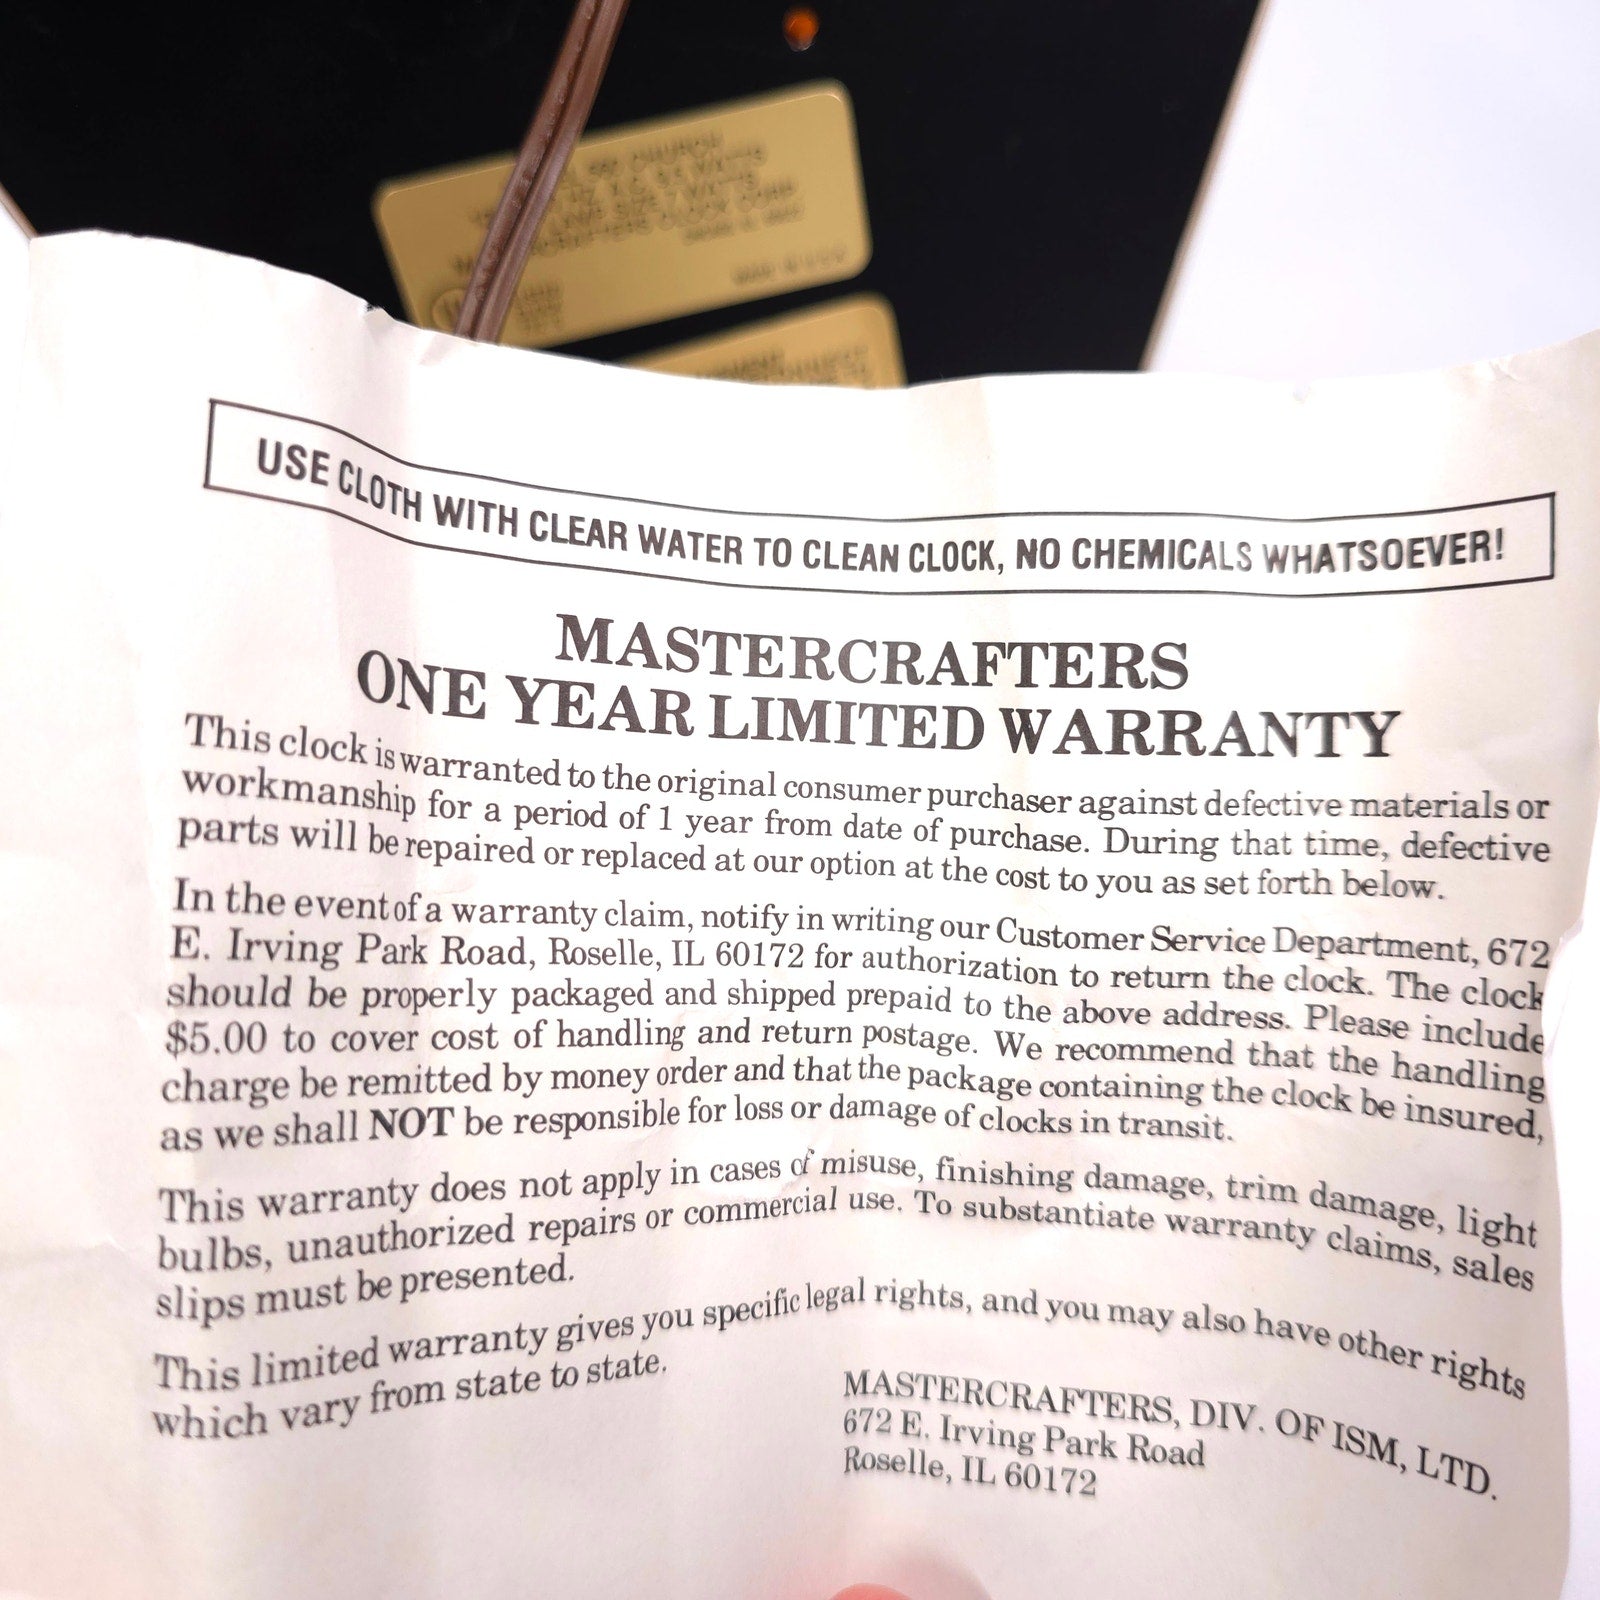 CHURCH
USE CLOTH WITH CLEAR WATER TO CLEAN CLOCK, NO CHEMICALS WHATSOEVER!
MASTERCRAFTERS
ONE YEAR LIMITED WARRANTY
This clock is warranted to the original consumer purchaser against defective materials or
workmanship for a period of 1 year from date of purchase. During that time, defective
parts will be repaired or replaced at our option at the cost to you as set forth below.
In the event of a warranty claim, notify in writing our Customer Service Department, 672
E. Irving Park Road, Roselle, IL 60172 for authorization to return the clock. The clock
should be properly packaged and shipped prepaid to the above address. Please include
$5.00 to cover cost of handling and return postage. We recommend that the handling
charge be remitted by money order and that the package containing the clock be insured,
as we shall NOT be responsible for loss or damage of clocks in transit.
This warranty does not apply in cases of misuse, finishing damage, trim damage, light
bulbs, unauthorized repairs or commercial use. To substantiate warranty claims, sales
slips must be presented.
This limited warranty gives you specific legal rights, and you may also have other rights
which vary from state to state.
MASTERCRAFTERS, DIV. OF ISM, LTD.
672 E. Irving Park Road
Roselle, IL 60172